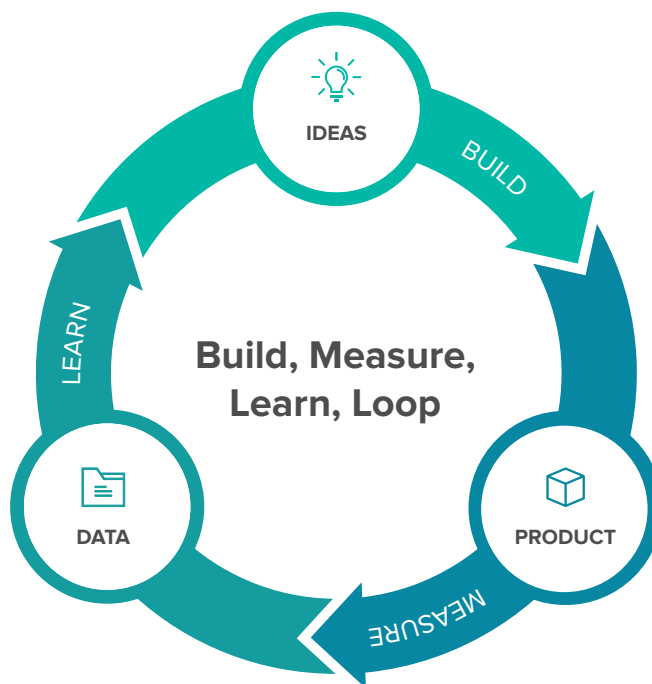 IDEAS
BUILD
LEARN
Build, Measure,
Learn, Loop
DATA
PRODUCT
MEASURE